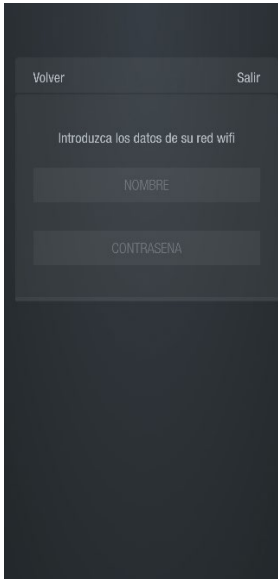 Volver Salir
Introduzca los datos de su red wifi
NOMBRE
CONTRASENA